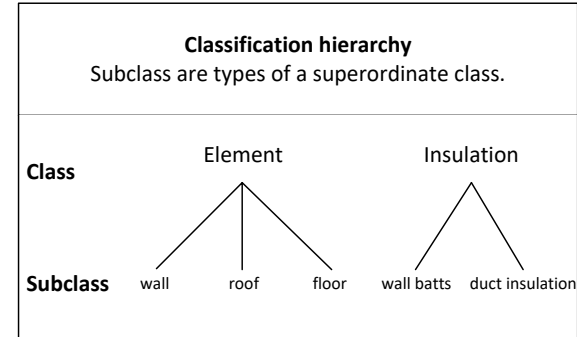 Classification hierarchy
Subclass are types of a superordinate class.
Class Element Insulation
Subclass wall roof floor wall batts duct insulation